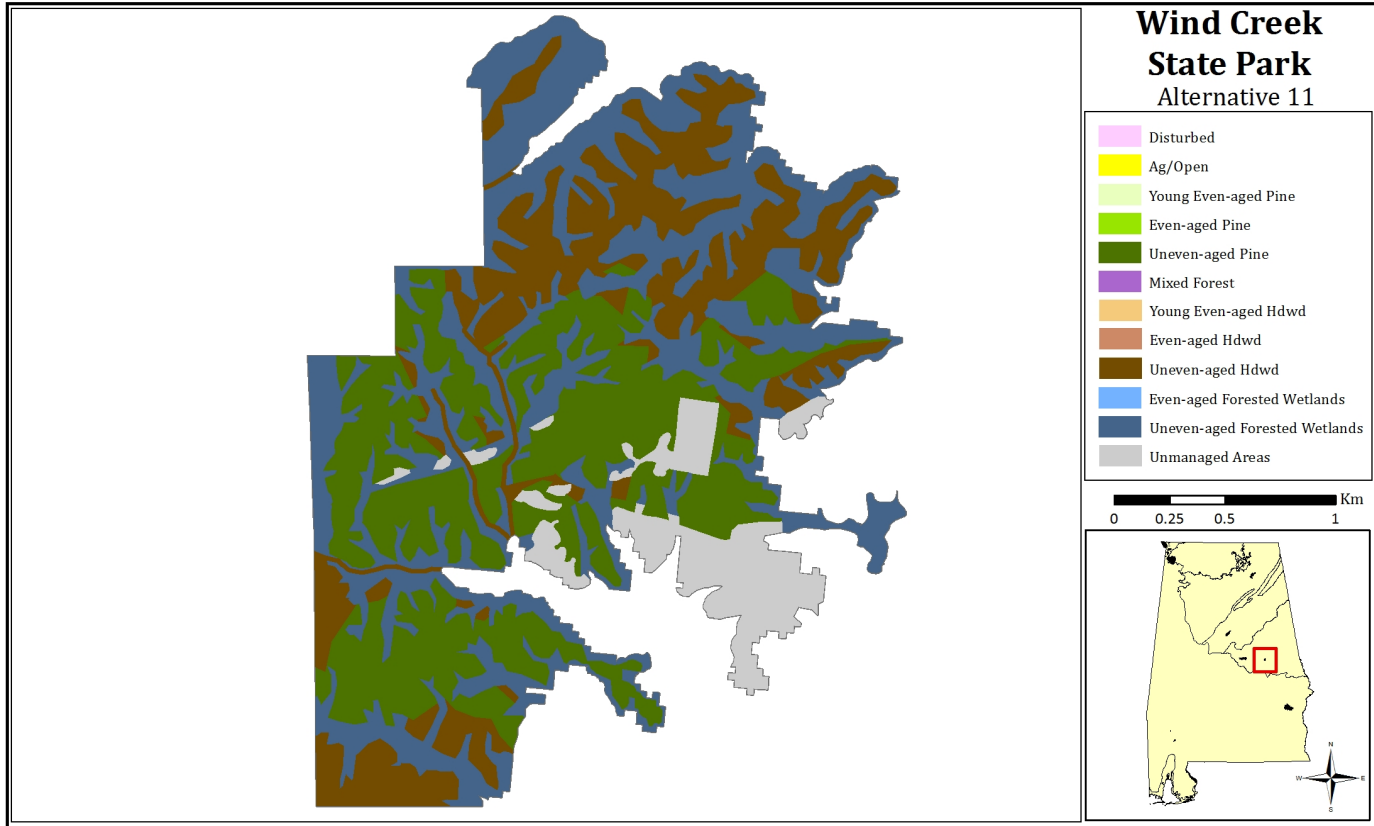 Wind Creek
State Park
Alternative 11
Disturbed
Ag/Open
Young Even-aged Pine
Even-aged Pine
Uneven-aged Pine
Mixed Forest
Young Even-aged Hdwd
Even-aged Hdwd
Uneven-aged Hdwd
Even-aged Forested Wetlands
Uneven-aged Forested Wetlands
Unmanaged Areas
Km
0 0.25 0.5 1
N
W E
S